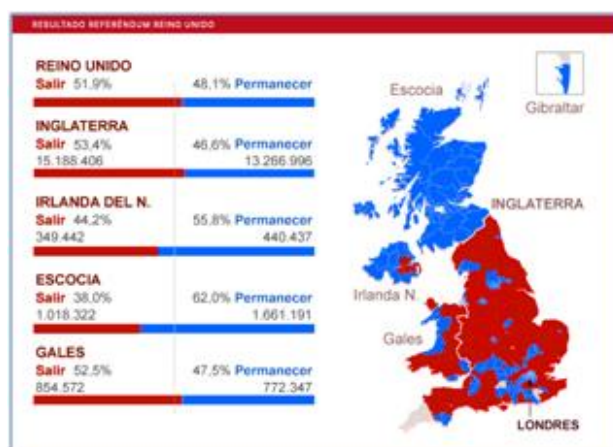 RESULTADO REFERÉNDUM REINO UNIDO
REINO UNIDO
Salir 51,9% 48,1% Permanecer
INGLATERRA
Salir 53,4% 46,6% Permanecer
15.188.406 13.266.996
IRLANDA DEL N.
Salir 44,2% 55,8% Permanecer
349.442 440.437
ESCOCIA
Salir 38,0% 62,0% Permanecer
1.018.322 1.661.191
GALES
Salir 52,5% 47,5% Permanecer
854.572 772.347
Escocia
Gibraltar
INGLATERRA
Irlanda N.
Gales
LONDRES